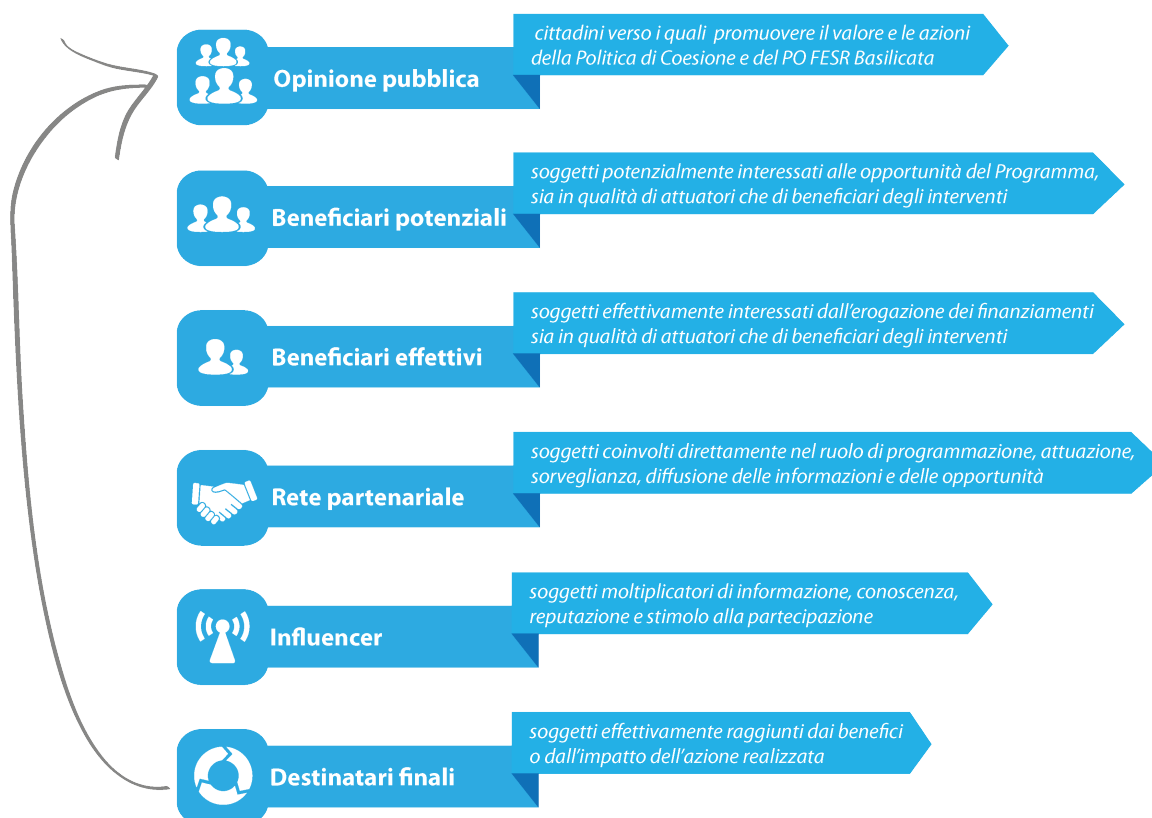 cittadini verso i quali promuovere il valore e le azioni
della Politica di Coesione e del PO FESR Basilicata
Opinione pubblica
soggetti potenzialmente interessati alle opportunità del Programma,
sia in qualità di attuatori che di beneficiari degli interventi
Beneficiari potenziali
soggetti effettivamente interessati dall'erogazione dei finanziamenti
sia in qualità di attuatori che di beneficiari degli interventi
Beneficiari effettivi
soggetti coinvolti direttamente nel ruolo di programmazione, attuazione,
sorveglianza, diffusione delle informazioni e delle opportunità
Rete partenariale
soggetti moltiplicatori di informazione, conoscenza,
reputazione e stimolo alla partecipazione
Influencer
soggetti effettivamente raggiunti dai benefici
o dall'impatto dell'azione realizzata
Destinatari finali